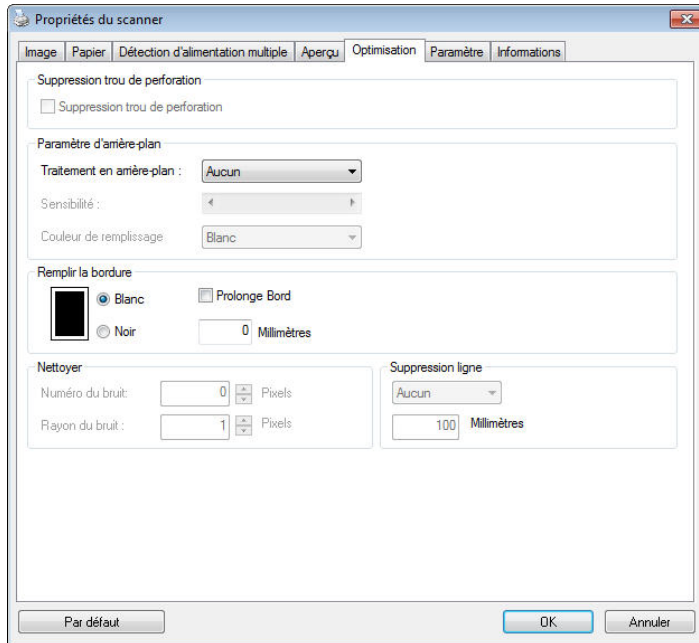 Propriétés du scanner
Image Papier Détection d'alimentation multiple Aperçu Optimisation Paramètre Informations
Suppression trou de perforation
Suppression trou de perforation
Paramètre d'arrière-plan
Traitement en arrière-plan : Aucun
Sensibilité :
Couleur de remplissage Blanc
Remplir la bordure
Blanc Prolonge Bord
Noir 0 Millimètres
Nettoyer Suppression ligne
Numéro du bruit: 0 Pixels Aucun
Rayon du bruit : 1 Pixels 100 Millimètres
Par défaut OK Annuler